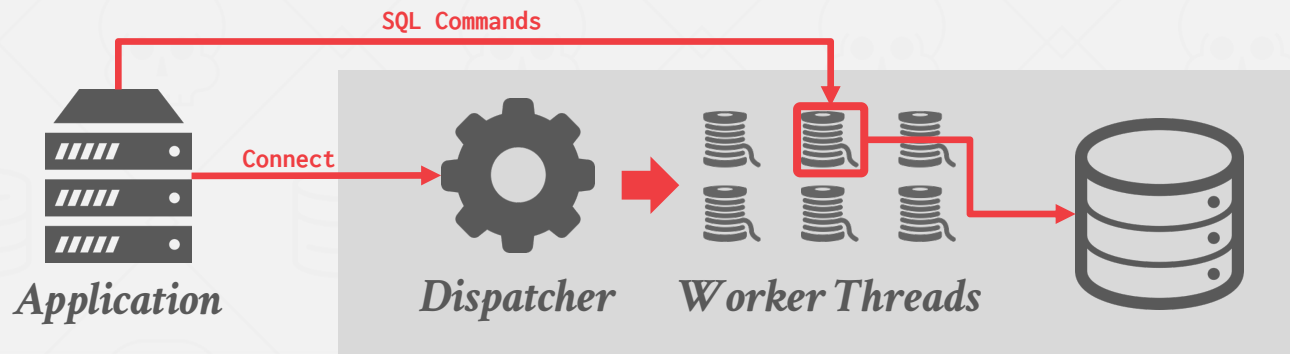 SQL Commands
Connect
Application
Dispatcher
Worker Threads